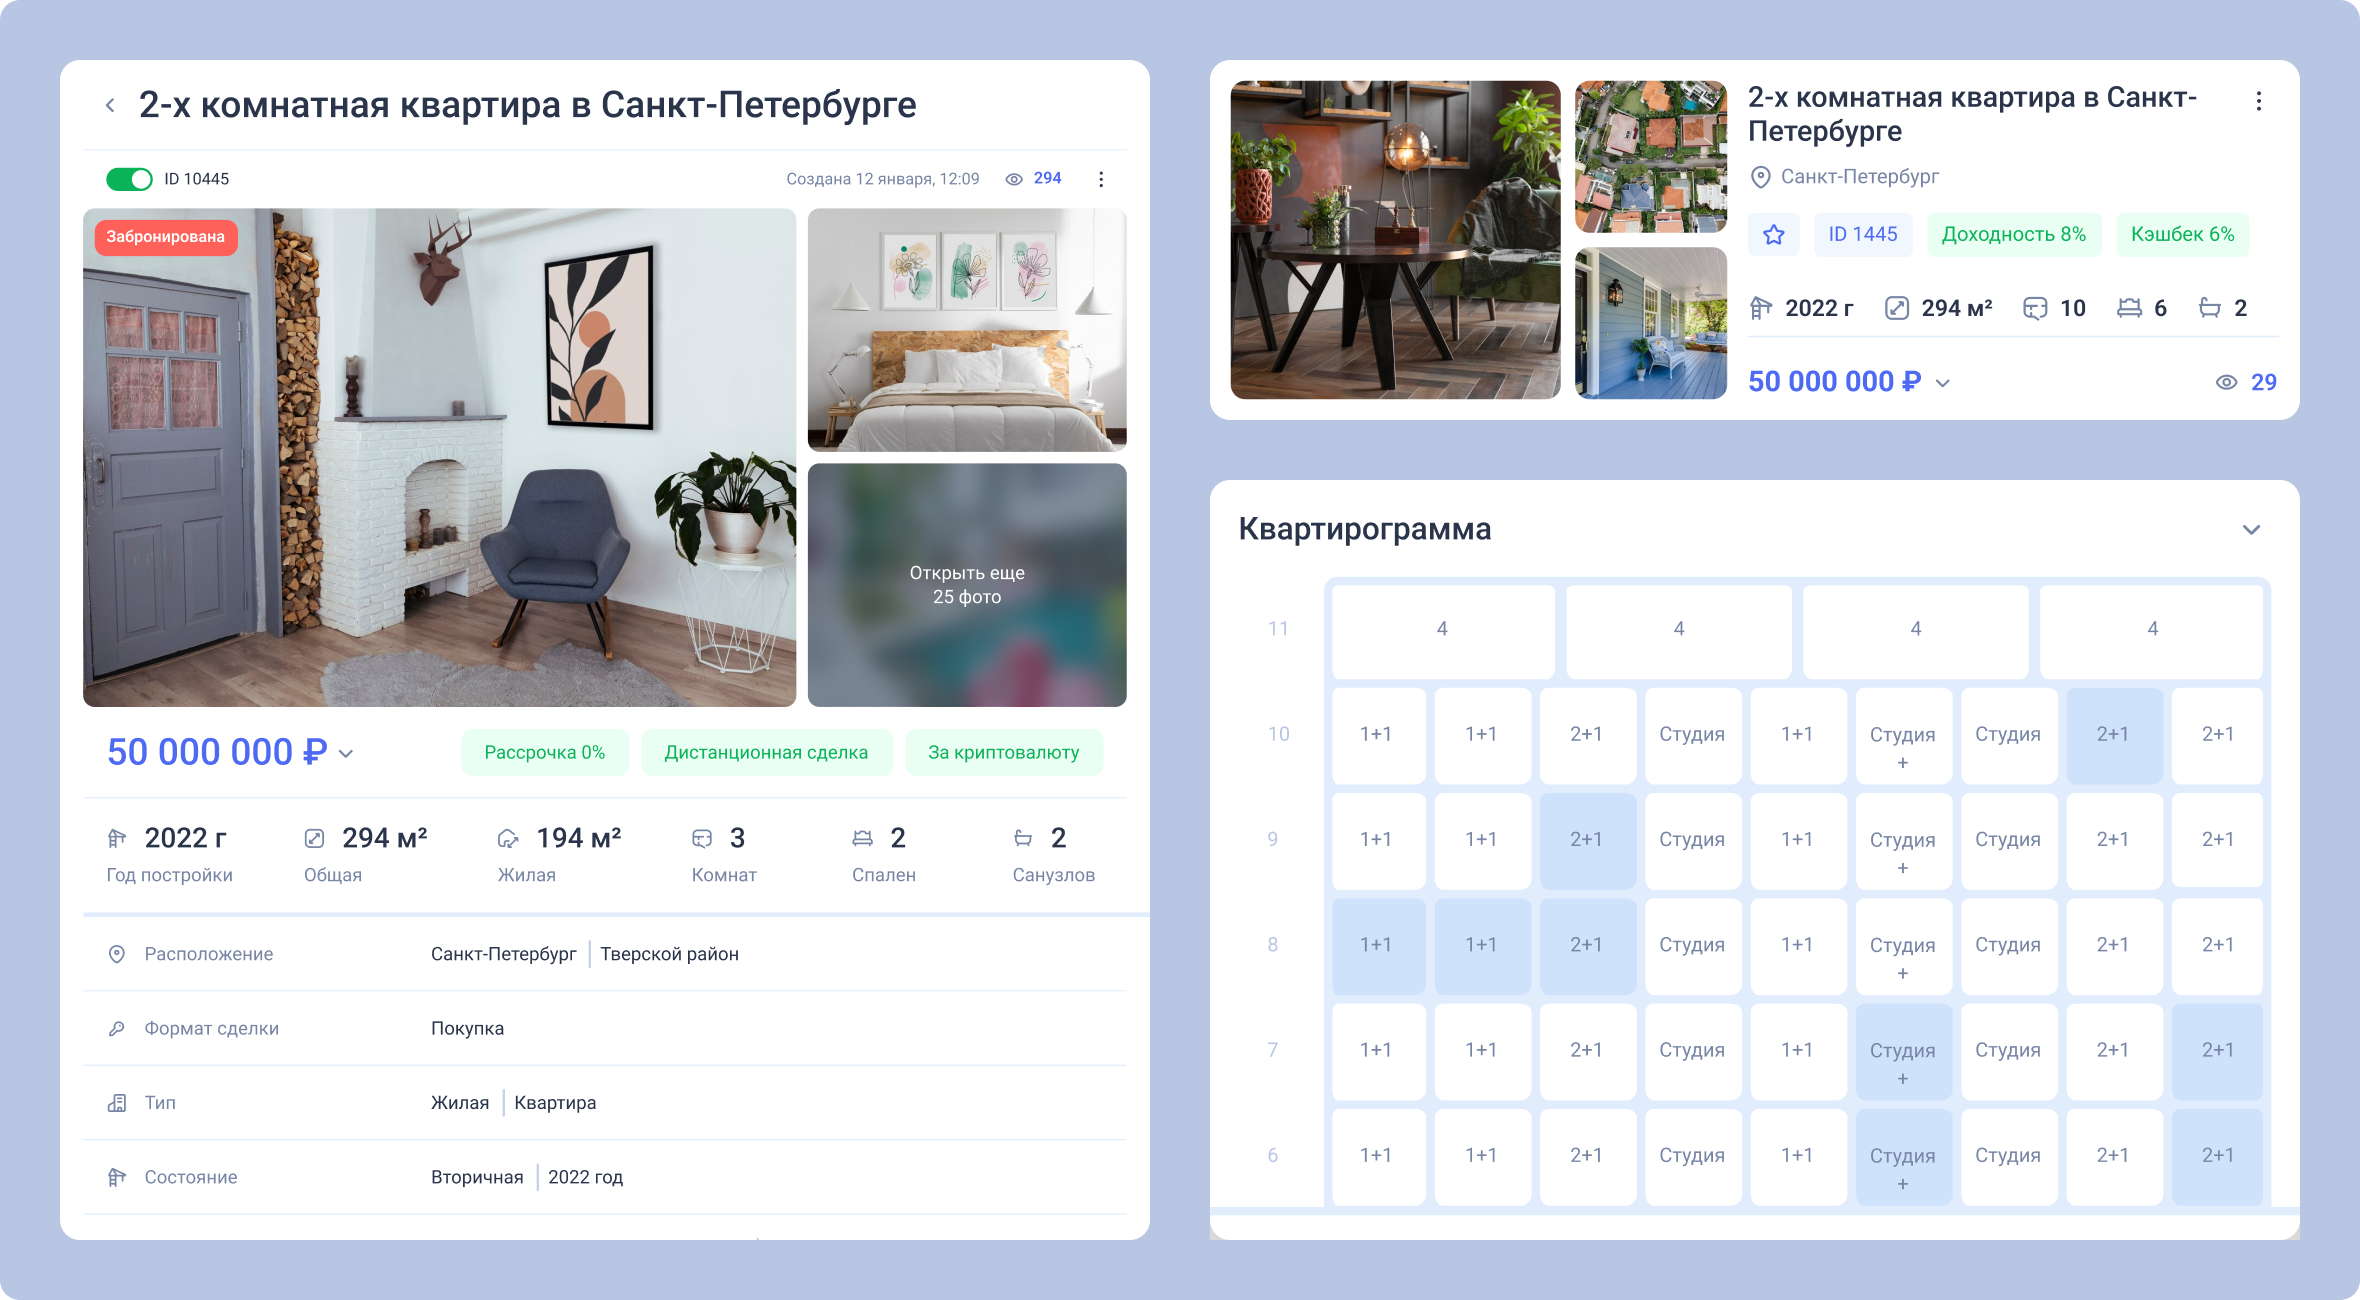 2-х комнатная квартира в Санкт-Петербурге
ID 10445
Создана 12 января, 12:09
294
Забронирована
Открыть еще
25 фото
50 000 000 ₽
Рассрочка 0%
Дистанционная сделка
За криптовалюту
2022 г
294 м²
194 м²
3
2
2
Год постройки
Общая
Жилая
Комнат
Спален
Санузлов
Расположение
Санкт-Петербург
Тверской район
Формат сделки
Покупка
Тип
Жилая
Квартира
Состояние
Вторичная
2022 год
2-х комнатная квартира в Санкт-
Петербурге
Санкт-Петербург
ID 1445
Доходность 8%
Кэшбек 6%
2022 г
294 м²
10
6
2
50 000 000 ₽
29
Квартирограмма
11 4 4 4 4
10 1+1 1+1 2+1 Студия 1+1 Студия + Студия 2+1 2+1
9 1+1 1+1 2+1 Студия 1+1 Студия + Студия 2+1 2+1
8 1+1 1+1 2+1 Студия 1+1 Студия + Студия 2+1 2+1
7 1+1 1+1 2+1 Студия 1+1 Студия + Студия 2+1 2+1
6 1+1 1+1 2+1 Студия 1+1 Студия + Студия 2+1 2+1